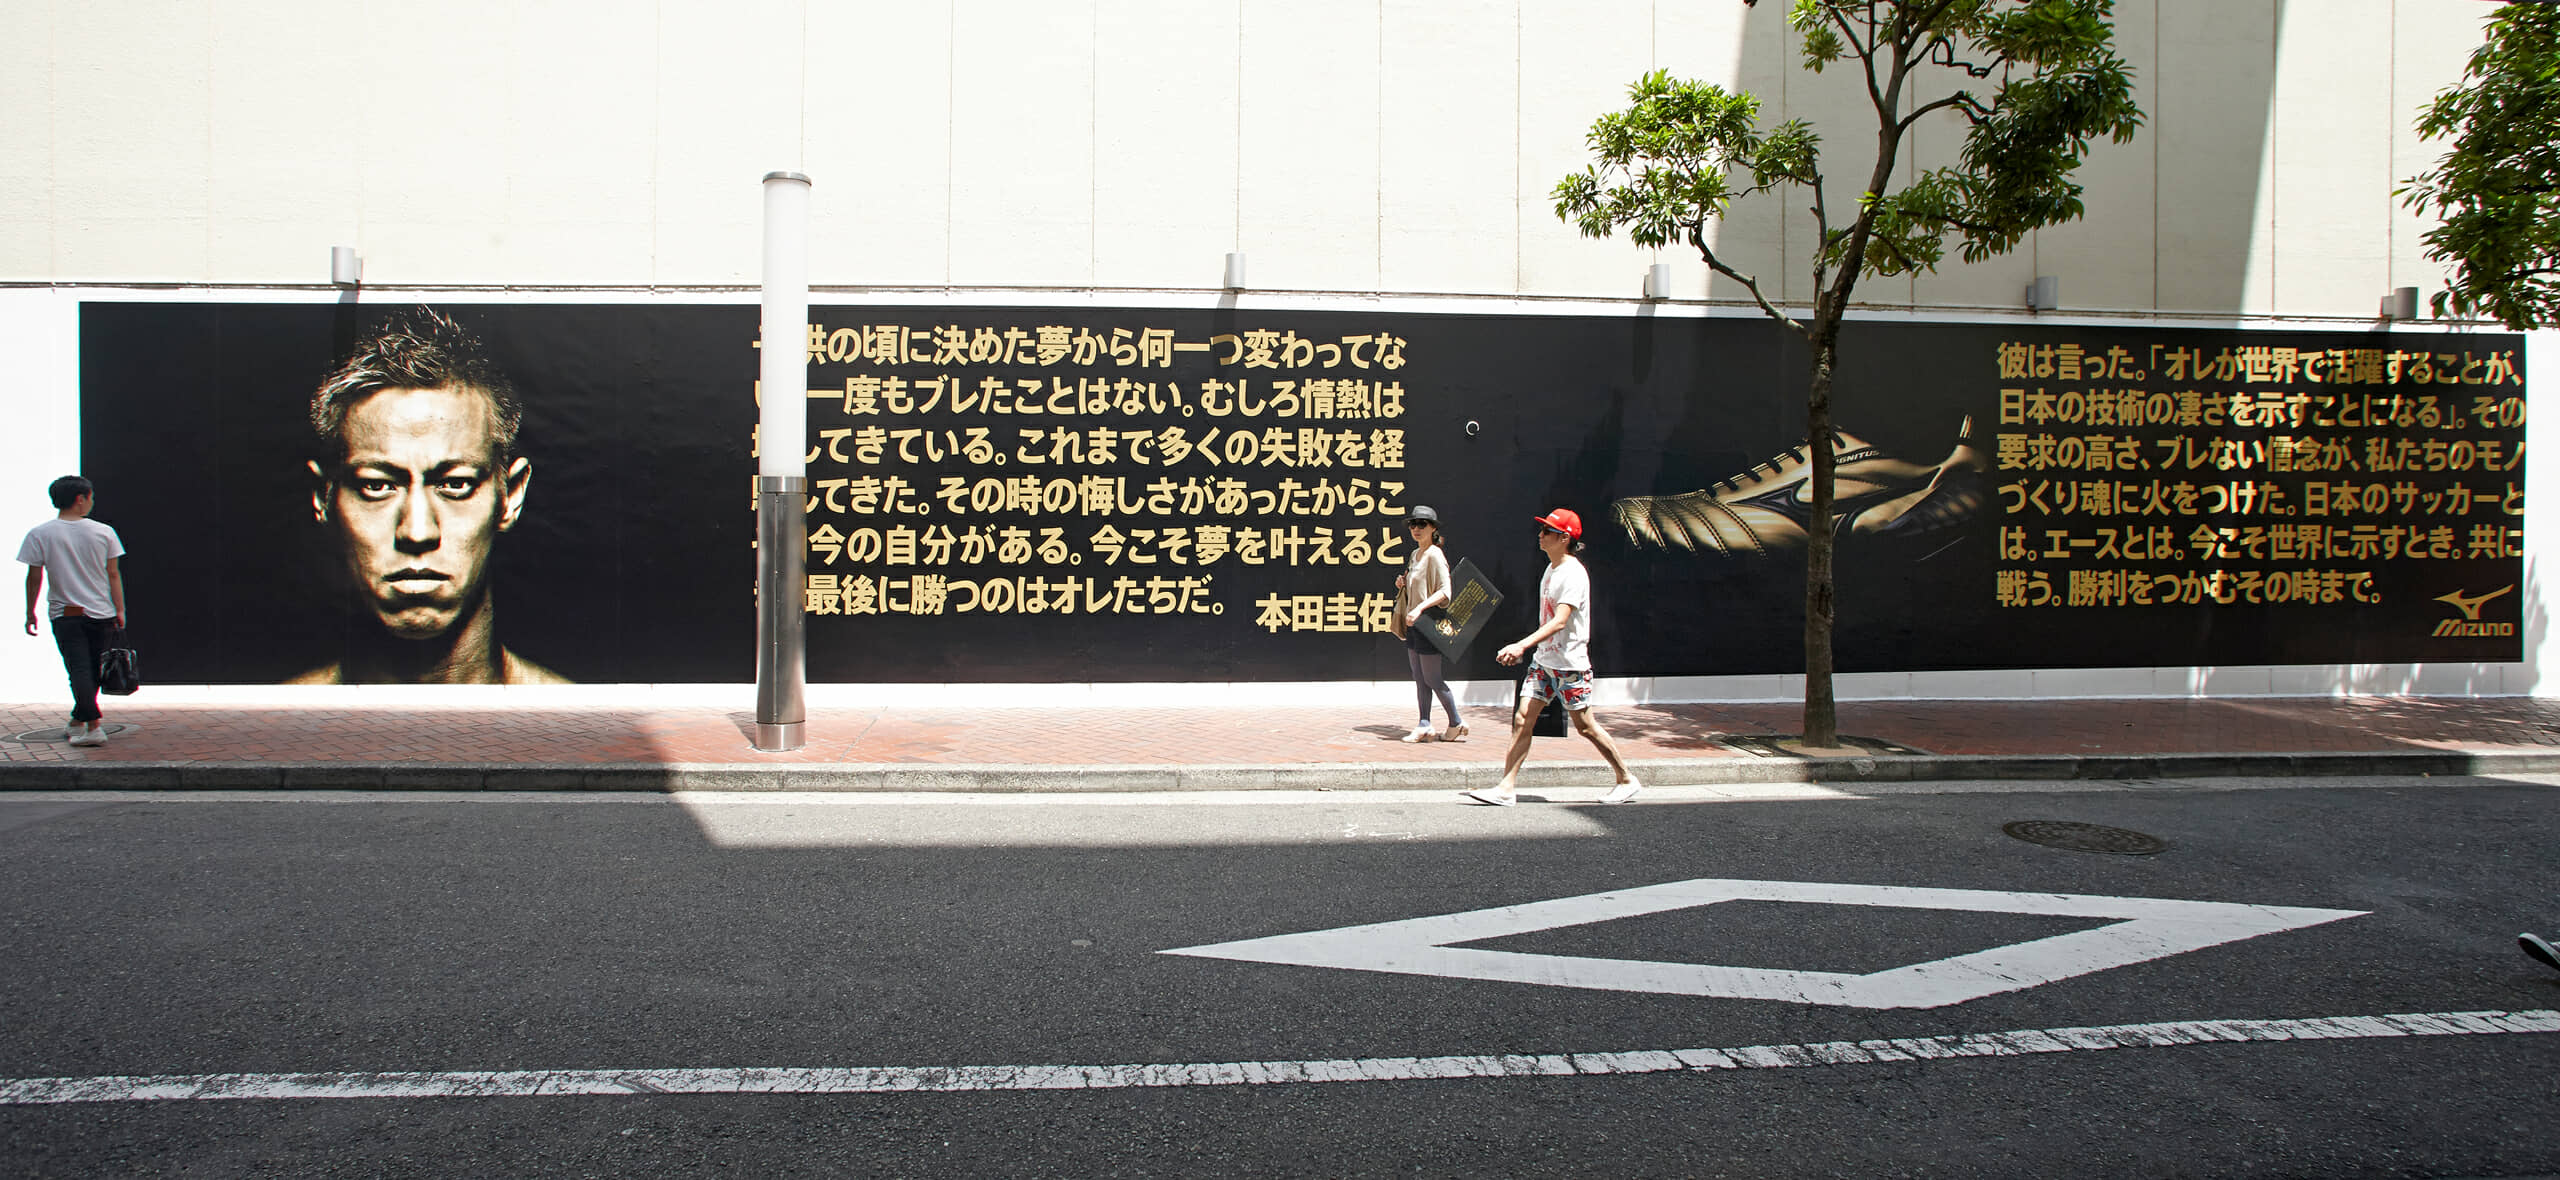 供の頃に決めた夢から何一つ変わってな
一度もブレたことはない。むしろ情熱は
してきている。これまで多くの失敗を経
してきた。その時の悔しさがあったからこ
今の自分がある。今こそ夢を叶えると
最後に勝つのはオレたちだ。
本田圭佑
IGNITUS
彼は言った。「オレが世界で活躍することが、
日本の技術の凄さを示すことになる」。その
要求の高さ、ブレない信念が、私たちのモノ
づくり魂に火をつけた。日本のサッカーと
は。エースとは。今こそ世界に示すとき。共に
戦う。勝利をつかむその時まで。
MIZUNO